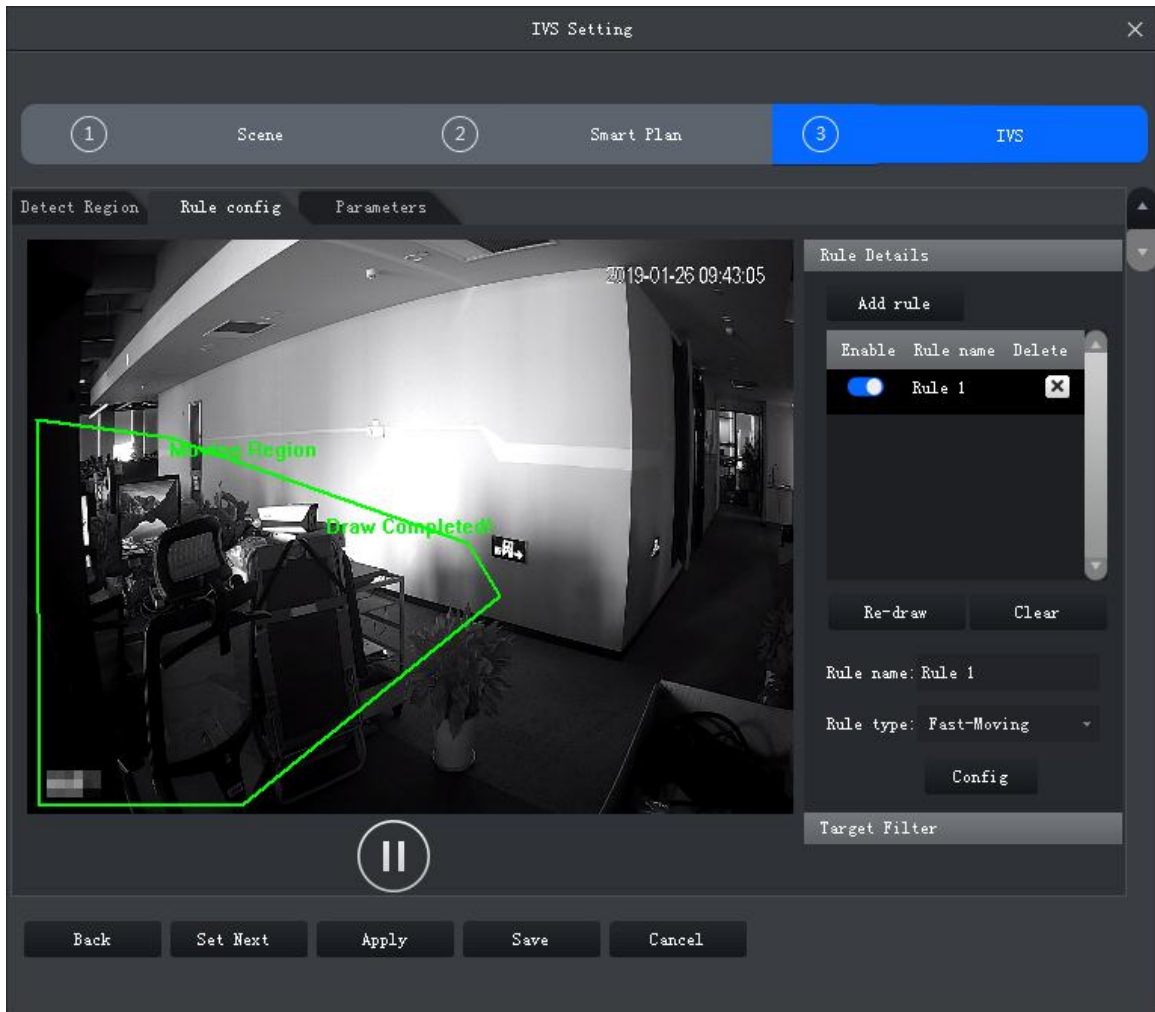 IVS Setting
1 Scene 2 Smart Plan 3 IVS
Detect Region Rule config Parameters
2019-01-26 09:43:05
Moving Region
Draw Completed!
Rule Details
Add rule
Enable Rule name Delete
Rule 1
Re-draw Clear
Rule name: Rule 1
Rule type: Fast-Moving
Config
Target Filter
Back Set Next Apply Save Cancel